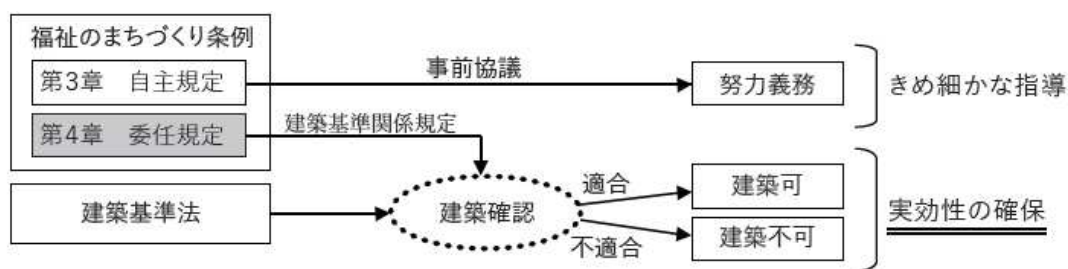 福祉のまちづくり条例
第3章　自主規定
事前協議
努力義務
きめ細かな指導
第4章　委任規定
建築基準関係規定
建築基準法
建築確認
適合
不適合
建築可
建築不可
実効性の確保